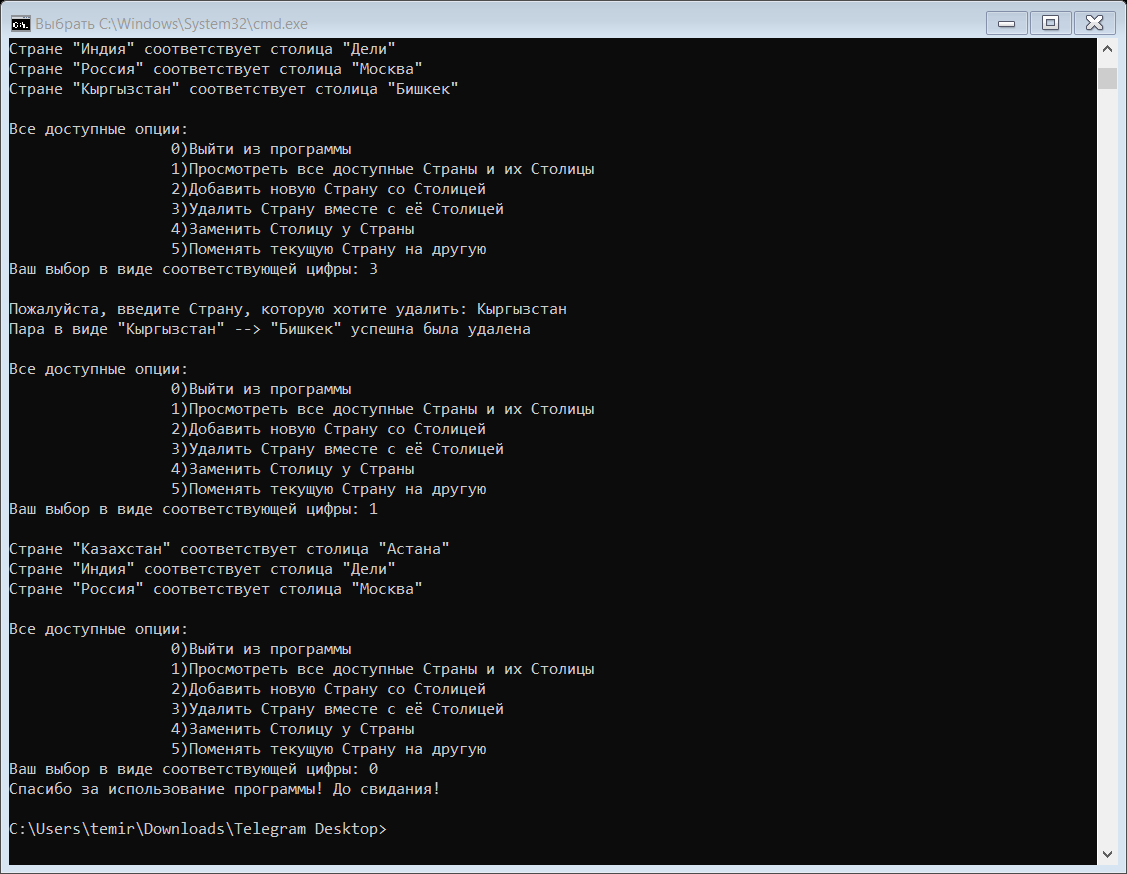 Выбрать C:\Windows\System32\cmd.exe
Стране "Индия" соответствует столица "Дели"
Стране "Россия" соответствует столица "Москва"
Стране "Кыргызстан" соответствует столица "Бишкек"
Все доступные опции:
0)Выйти из программы
1)Просмотреть все доступные Страны и их Столицы
2)Добавить новую Страну со Столицей
3)Удалить Страну вместе с её Столицей
4)Заменить Столицу у Страны
5)Поменять текущую Страну на другую
Ваш выбор в виде соответствующей цифры: 3
Пожалуйста, введите Страну, которую хотите удалить: Кыргызстан
Пара в виде "Кыргызстан" --> "Бишкек" успешна была удалена
Все доступные опции:
0)Выйти из программы
1)Просмотреть все доступные Страны и их Столицы
2)Добавить новую Страну со Столицей
3)Удалить Страну вместе с её Столицей
4)Заменить Столицу у Страны
5)Поменять текущую Страну на другую
Ваш выбор в виде соответствующей цифры: 1
Стране "Казахстан" соответствует столица "Астана"
Стране "Индия" соответствует столица "Дели"
Стране "Россия" соответствует столица "Москва"
Все доступные опции:
0)Выйти из программы
1)Просмотреть все доступные Страны и их Столицы
2)Добавить новую Страну со Столицей
3)Удалить Страну вместе с её Столицей
4)Заменить Столицу у Страны
5)Поменять текущую Страну на другую
Ваш выбор в виде соответствующей цифры: 0
Спасибо за использование программы! До свидания!
C:\Users\temir\Downloads\Telegram Desktop>